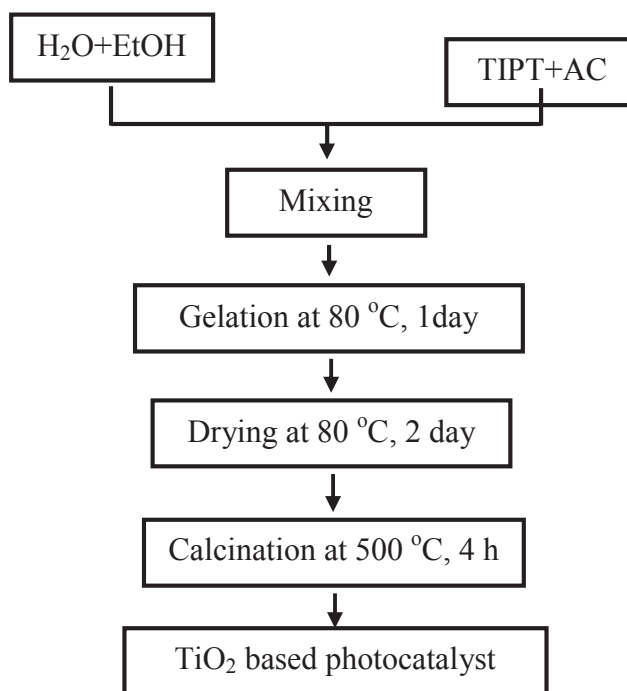 H₂O+EtOH
TIPT+AC
Mixing
Gelation at 80 °C, 1day
Drying at 80 °C, 2 day
Calcination at 500 °C, 4 h
TiO₂ based photocatalyst